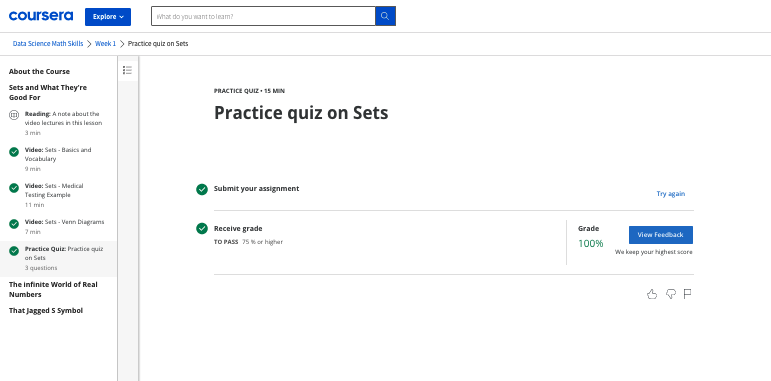 coursera
Explore
What do you want to learn?
Data Science Math Skills > Week 1 > Practice quiz on Sets
About the Course
Sets and What They're
Good For
Reading: A note about the
video lectures in this lesson
3 min
Video: Sets - Basics and
Vocabulary
9 min
Video: Sets - Medical
Testing Example
11 min
Video: Sets - Venn Diagrams
7 min
Practice Quiz: Practice quiz
on Sets
3 questions
The infinite World of Real
Numbers
That Jagged S Symbol
PRACTICE QUIZ • 15 MIN
Practice quiz on Sets
Submit your assignment
Try again
Receive grade
TO PASS 75 % or higher
Grade
100%
View Feedback
We keep your highest score